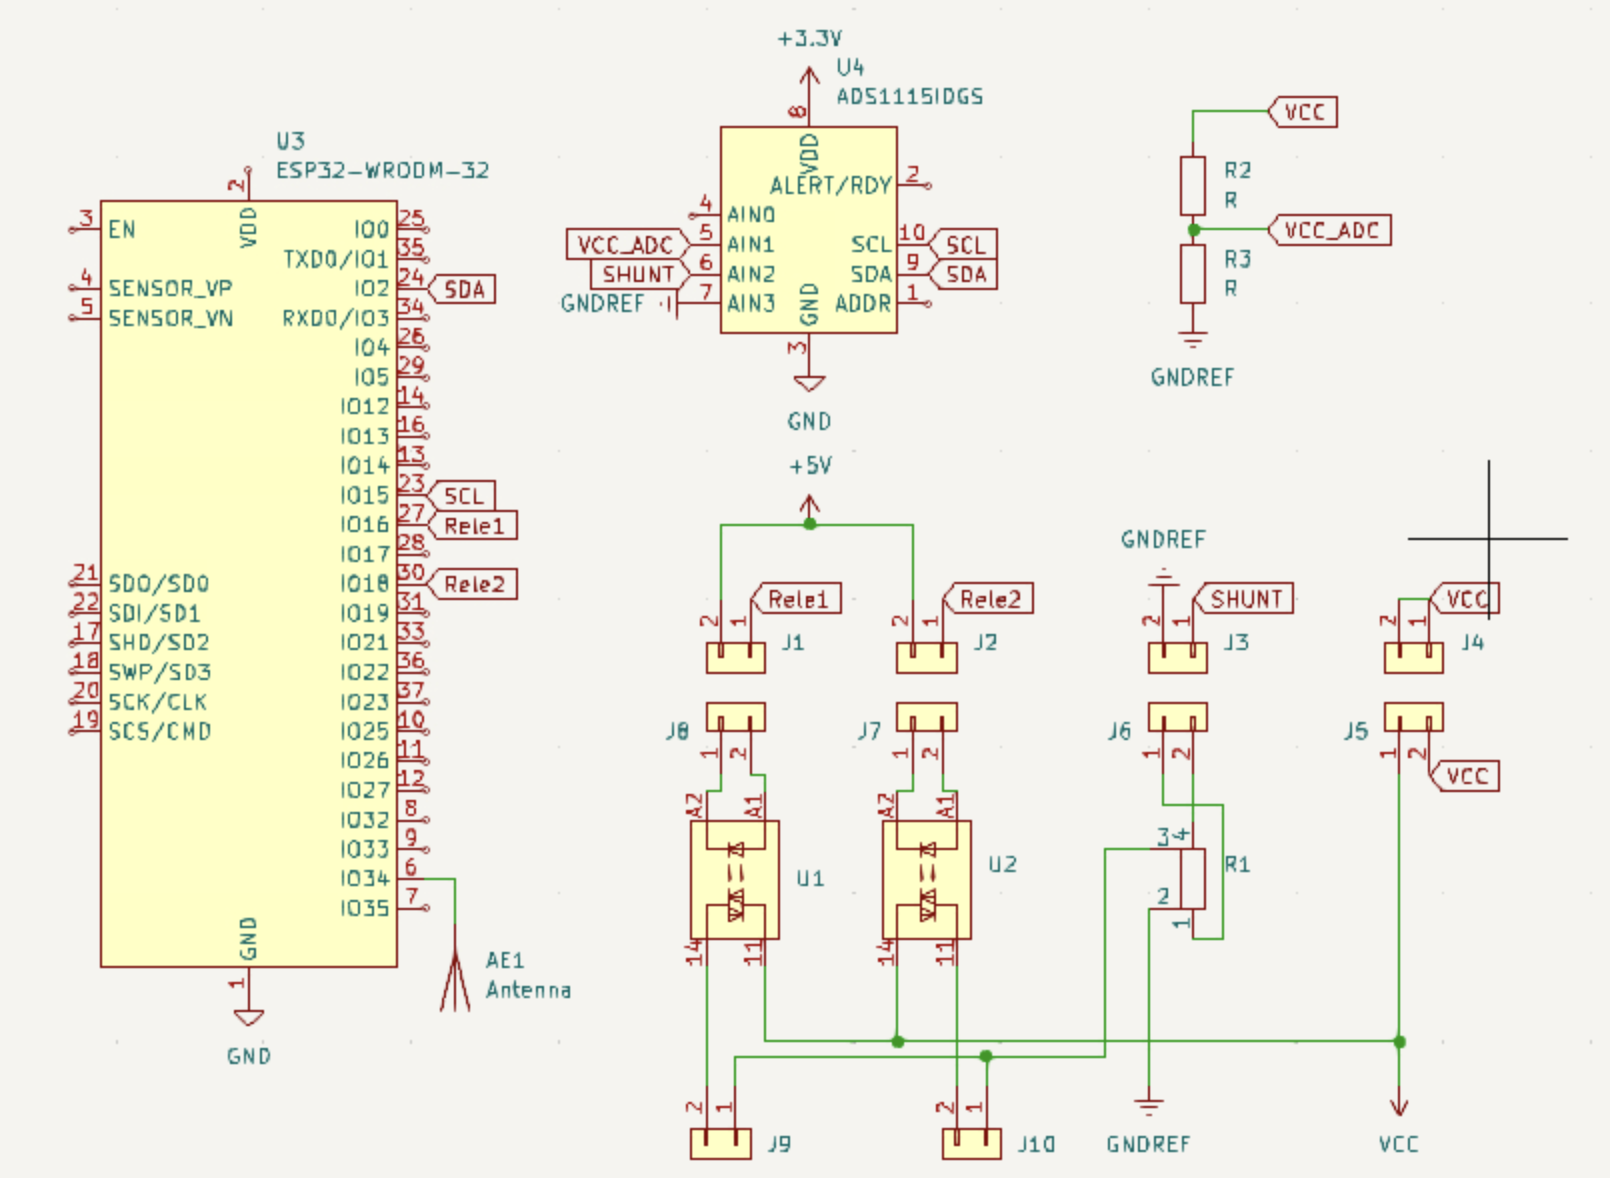 U3
ESP32-WROOM-32
2
VDD
3
EN
4
SENSOR_VP
5
SENSOR_VN
21
SDO/SD0
22
SDI/SD1
17
SHD/SD2
18
SWP/SD3
20
SCK/CLK
19
SCS/CMD
IO0
25
TXD0/IO1
35
IO2
24
SDA
RXD0/IO3
34
IO4
26
IO5
29
IO12
14
IO13
16
IO14
13
IO15
23
SCL
IO16
27
Rele1
IO17
28
IO18
30
Rele2
IO19
31
IO21
33
IO22
36
IO23
37
IO25
10
IO26
11
IO27
12
IO32
8
IO33
9
IO34
6
IO35
7
GND
1
GND
AE1
Antenna
+3.3V
U4
ADS1115IDGS
8
VDD
ALERT/RDY
2
4
AIN0
VCC_ADC
5
AIN1
SHUNT
6
AIN2
GNDREF
7
AIN3
SCL
10
SCL
SDA
9
SDA
ADDR
1
GND
3
GND
VCC
R2
R
VCC_ADC
R3
R
GNDREF
+5V
Rele1
2
1
J1
Rele2
2
1
J2
GNDREF
SHUNT
2
1
J3
VCC
2
1
J4
J8
1
2
J7
1
2
J6
1
2
J5
1
2
VCC
A2
A1
U1
14
11
A2
A1
U2
14
11
3
4
R1
2
1
2
1
J9
2
1
J10
GNDREF
VCC